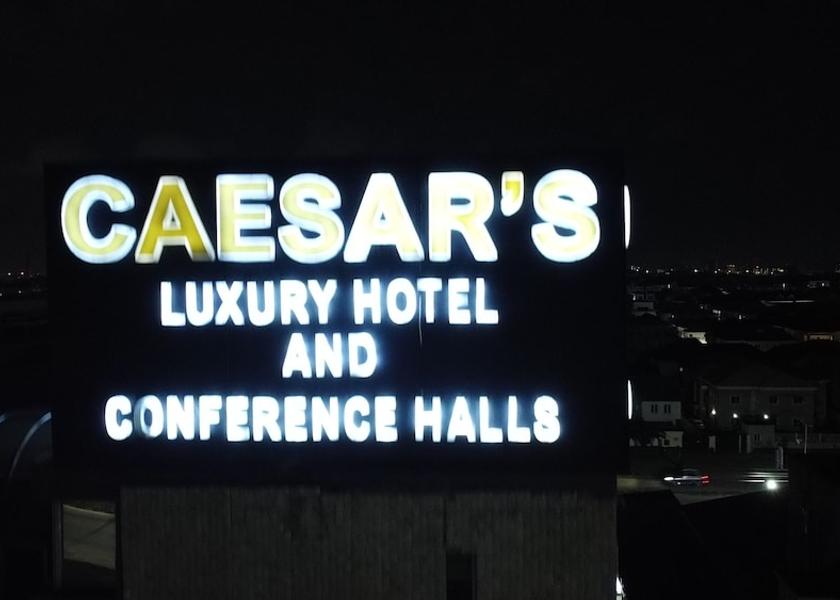 CAESAR'S
LUXURY HOTEL
AND
CONFERENCE HALLS